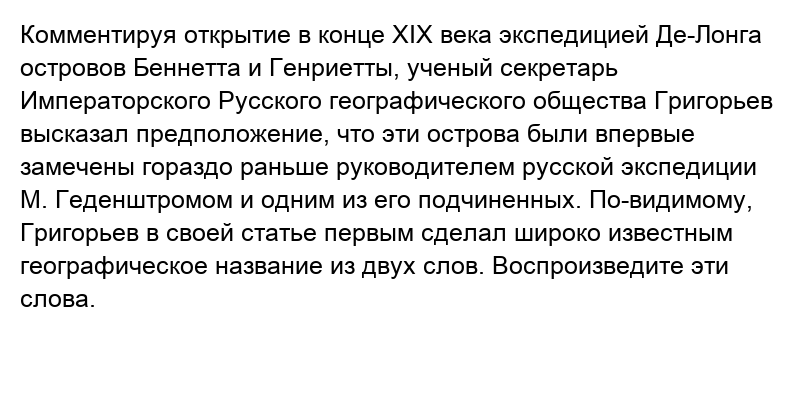 Комментируя открытие в конце XIX века экспедицией Де-Лонга
островов Беннетта и Генриетты, ученый секретарь
Императорского Русского географического общества Григорьев
высказал предположение, что эти острова были впервые
замечены гораздо раньше руководителем русской экспедиции
М. Геденштромом и одним из его подчиненных. По-видимому,
Григорьев в своей статье первым сделал широко известным
географическое название из двух слов. Воспроизведите эти
слова.